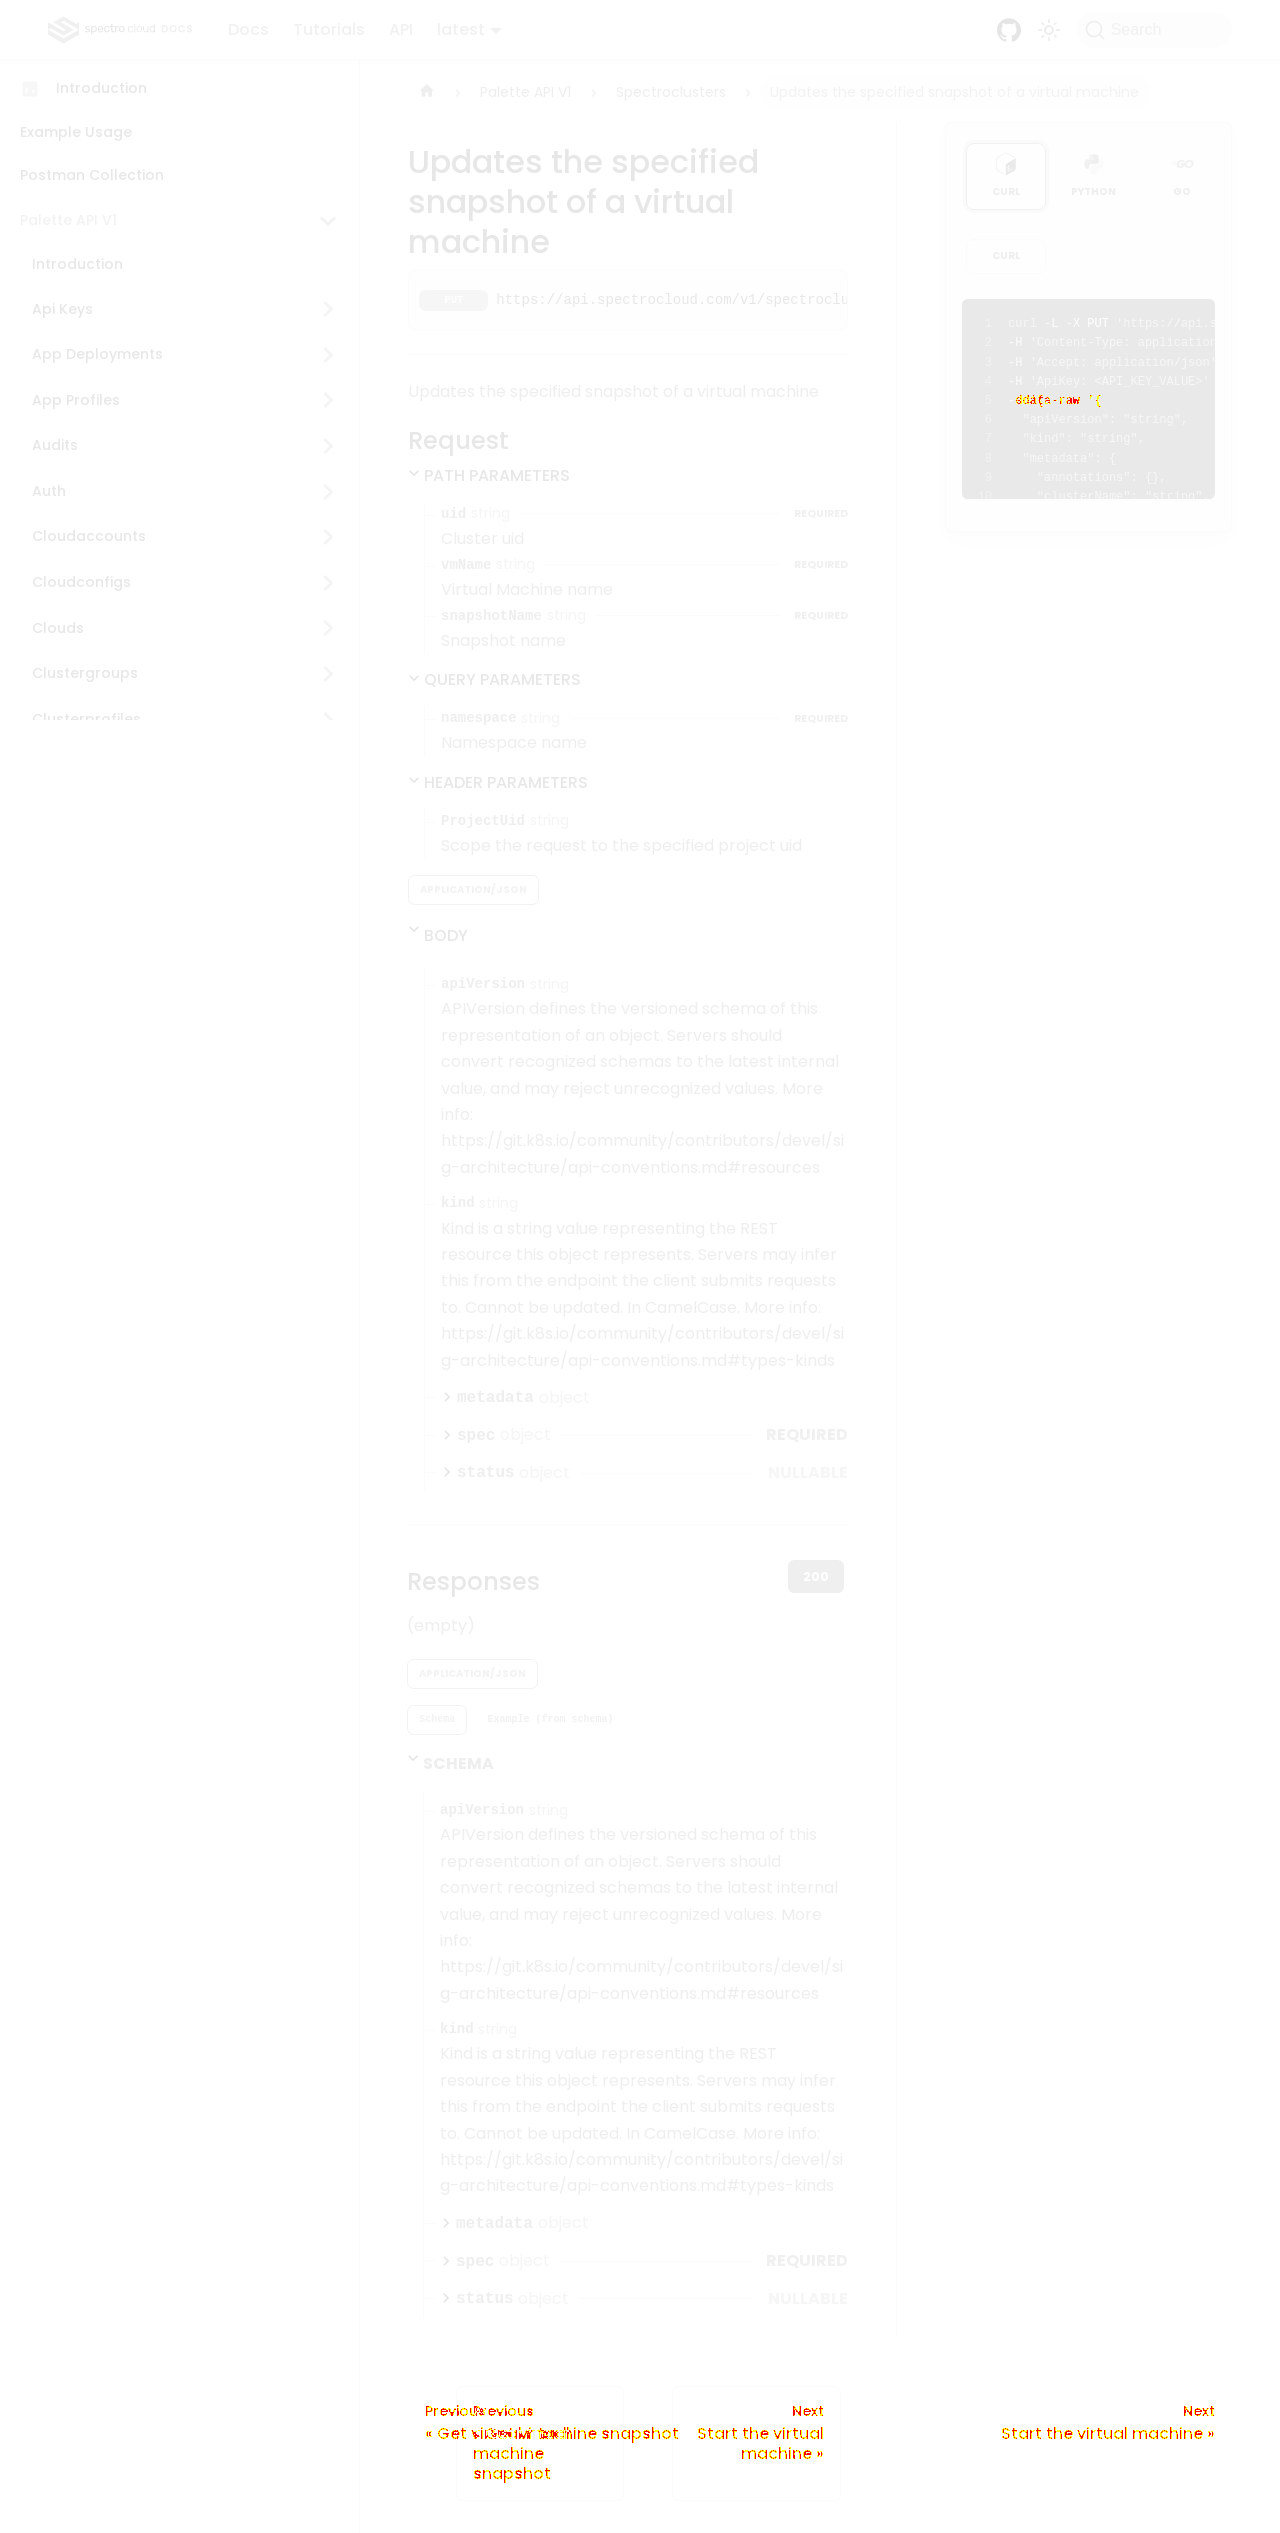 spectro cloud DOCS
Docs
Tutorials
API
latest
Search
Introduction
Example Usage
Postman Collection
Palette API V1
Introduction
Api Keys
App Deployments
App Profiles
Audits
Auth
Cloudaccounts
Cloudconfigs
Clouds
Clustergroups
Clusterprofiles
Palette API V1
Spectroclusters
Updates the specified snapshot of a virtual machine
Updates the specified
snapshot of a virtual
machine
PUT
https://api.spectrocloud.com/v1/spectroclu
Updates the specified snapshot of a virtual machine
Request
PATH PARAMETERS
uid string REQUIRED
Cluster uid
vmName string REQUIRED
Virtual Machine name
snapshotName string REQUIRED
Snapshot name
QUERY PARAMETERS
namespace string REQUIRED
Namespace name
HEADER PARAMETERS
ProjectUid string
Scope the request to the specified project uid
APPLICATION/JSON
BODY
apiVersion string
APIVersion defines the versioned schema of this
representation of an object. Servers should
convert recognized schemas to the latest internal
value, and may reject unrecognized values. More
info:
https://git.k8s.io/community/contributors/devel/si
g-architecture/api-conventions.md#resources
kind string
Kind is a string value representing the REST
resource this object represents. Servers may infer
this from the endpoint the client submits requests
to. Cannot be updated. In CamelCase. More info:
https://git.k8s.io/community/contributors/devel/si
g-architecture/api-conventions.md#types-kinds
metadata object
spec object REQUIRED
status object NULLABLE
Responses
200
(empty)
APPLICATION/JSON
Schema
Example (from schema)
SCHEMA
apiVersion string
APIVersion defines the versioned schema of this
representation of an object. Servers should
convert recognized schemas to the latest internal
value, and may reject unrecognized values. More
info:
https://git.k8s.io/community/contributors/devel/si
g-architecture/api-conventions.md#resources
kind string
Kind is a string value representing the REST
resource this object represents. Servers may infer
this from the endpoint the client submits requests
to. Cannot be updated. In CamelCase. More info:
https://git.k8s.io/community/contributors/devel/si
g-architecture/api-conventions.md#types-kinds
metadata object
spec object REQUIRED
status object NULLABLE
CURL
PYTHON
GO
CURL
1 curl -L -X PUT 'https://api.s
2 -H 'Content-Type: application
3 -H 'Accept: application/json'
4 -H 'ApiKey: <API_KEY_VALUE>'
5
6 "apiVersion": "string",
7 "kind": "string",
8 "metadata": {
9 "annotations": {},
10 "clusterName": "string"
Previous
machine
snapshot
Next
Start the virtual
machine »
Next
Start the virtual machine »